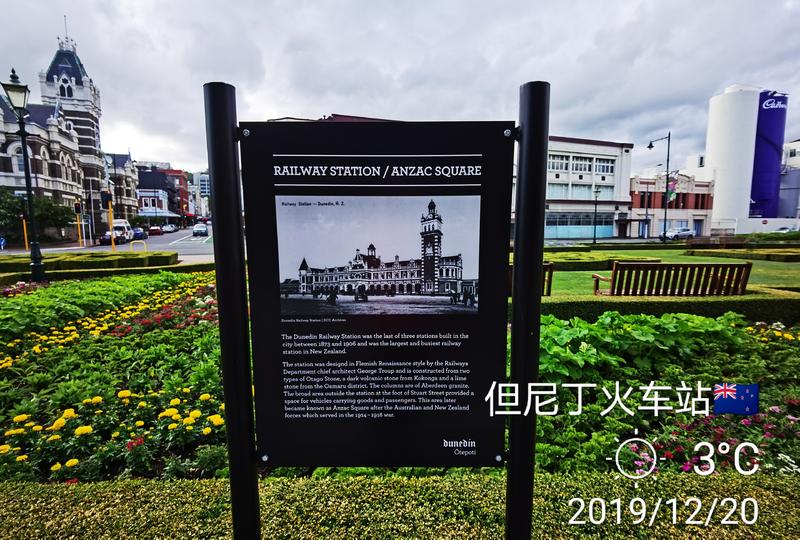 RAILWAY STATION / ANZAC SQUARE
Railway Station — Dunedin, N. Z.
Dunedin Railway Station | DCC Archives
The Dunedin Railway Station was the last of three stations built in the
city between 1873 and 1906 and was the largest and busiest railway
station in New Zealand.
The station was designed in Flemish Renaissance style by the Railways
Department chief architect George Troup and is constructed from two
types of Otago Stone, a dark volcanic stone from Kokonga and a lime
stone from the Oamaru district. The columns are of Aberdeen granite.
The broad area outside the station at the foot of Stuart Street provided a
space for vehicles carrying goods and passengers. This area later
became known as Anzac Square after the Australian and New Zealand
forces which served in the 1914 - 1918 war.
dunedin
Ōtepoti
Cadbury
但尼丁火车站🇳🇿
3°C
2019/12/20